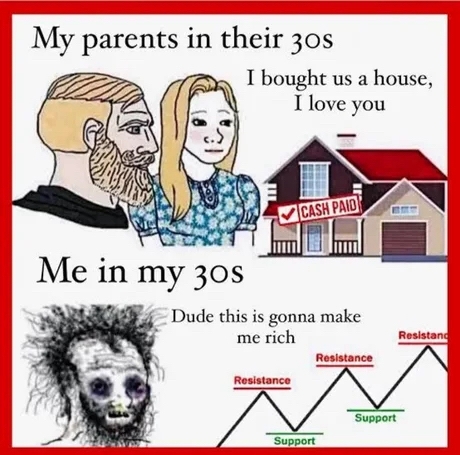 My parents in their 30s
I bought us a house,
I love you
CASH PAID
Me in my 30s
Dude this is gonna make
me rich
Resistanc
Resistance
Resistance
Support
Support